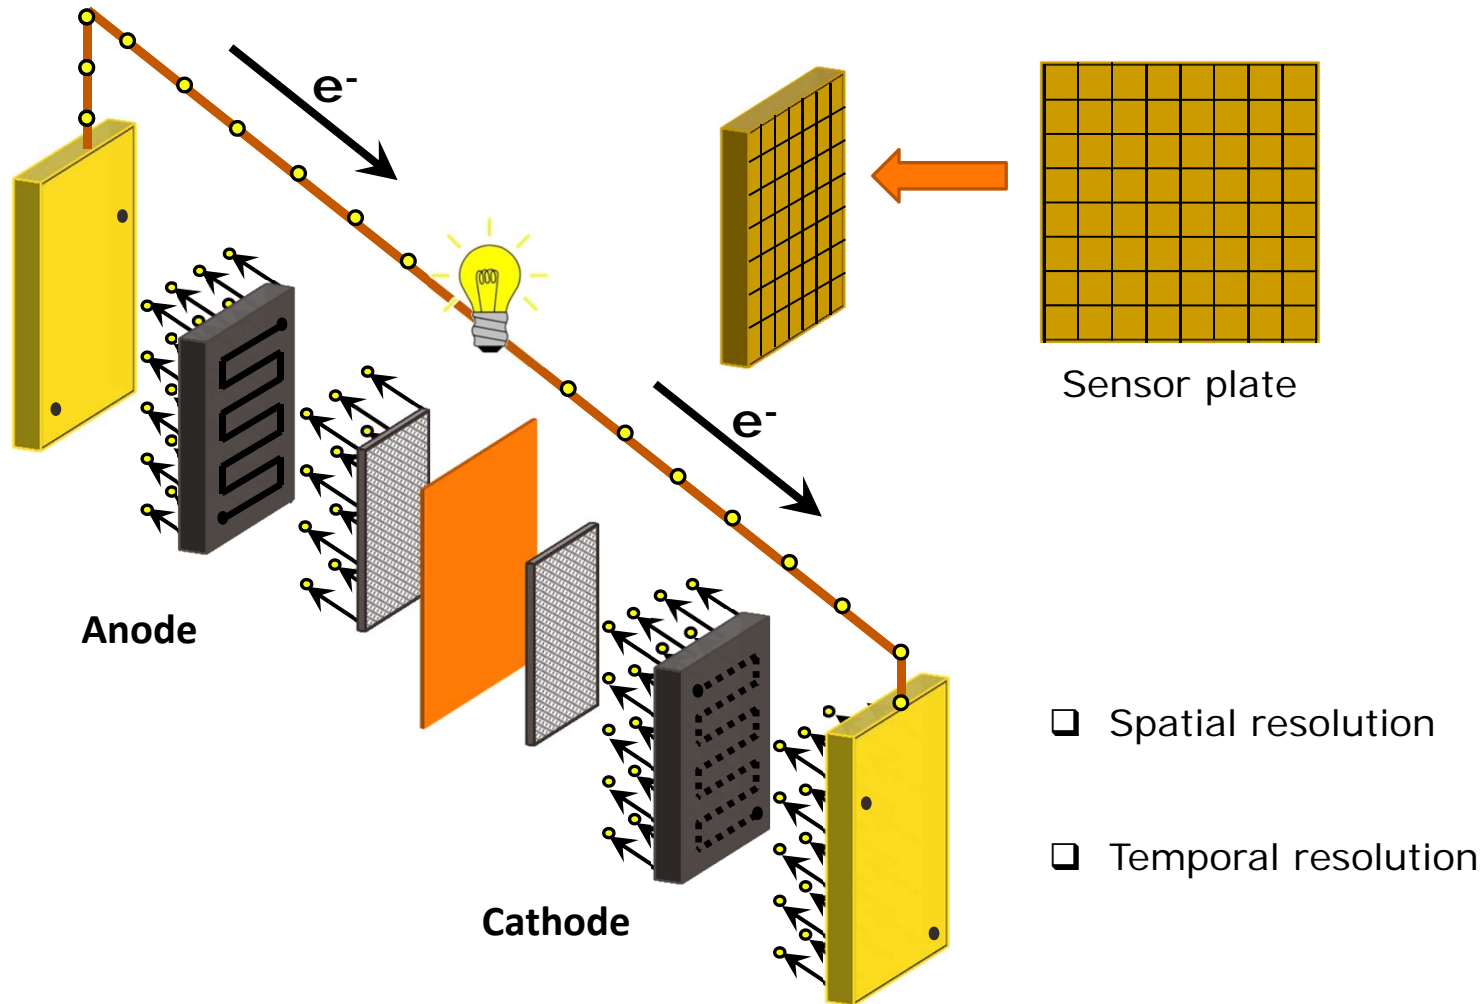 e-
e-
Sensor plate
Anode
Cathode
❑ Spatial resolution
❑ Temporal resolution